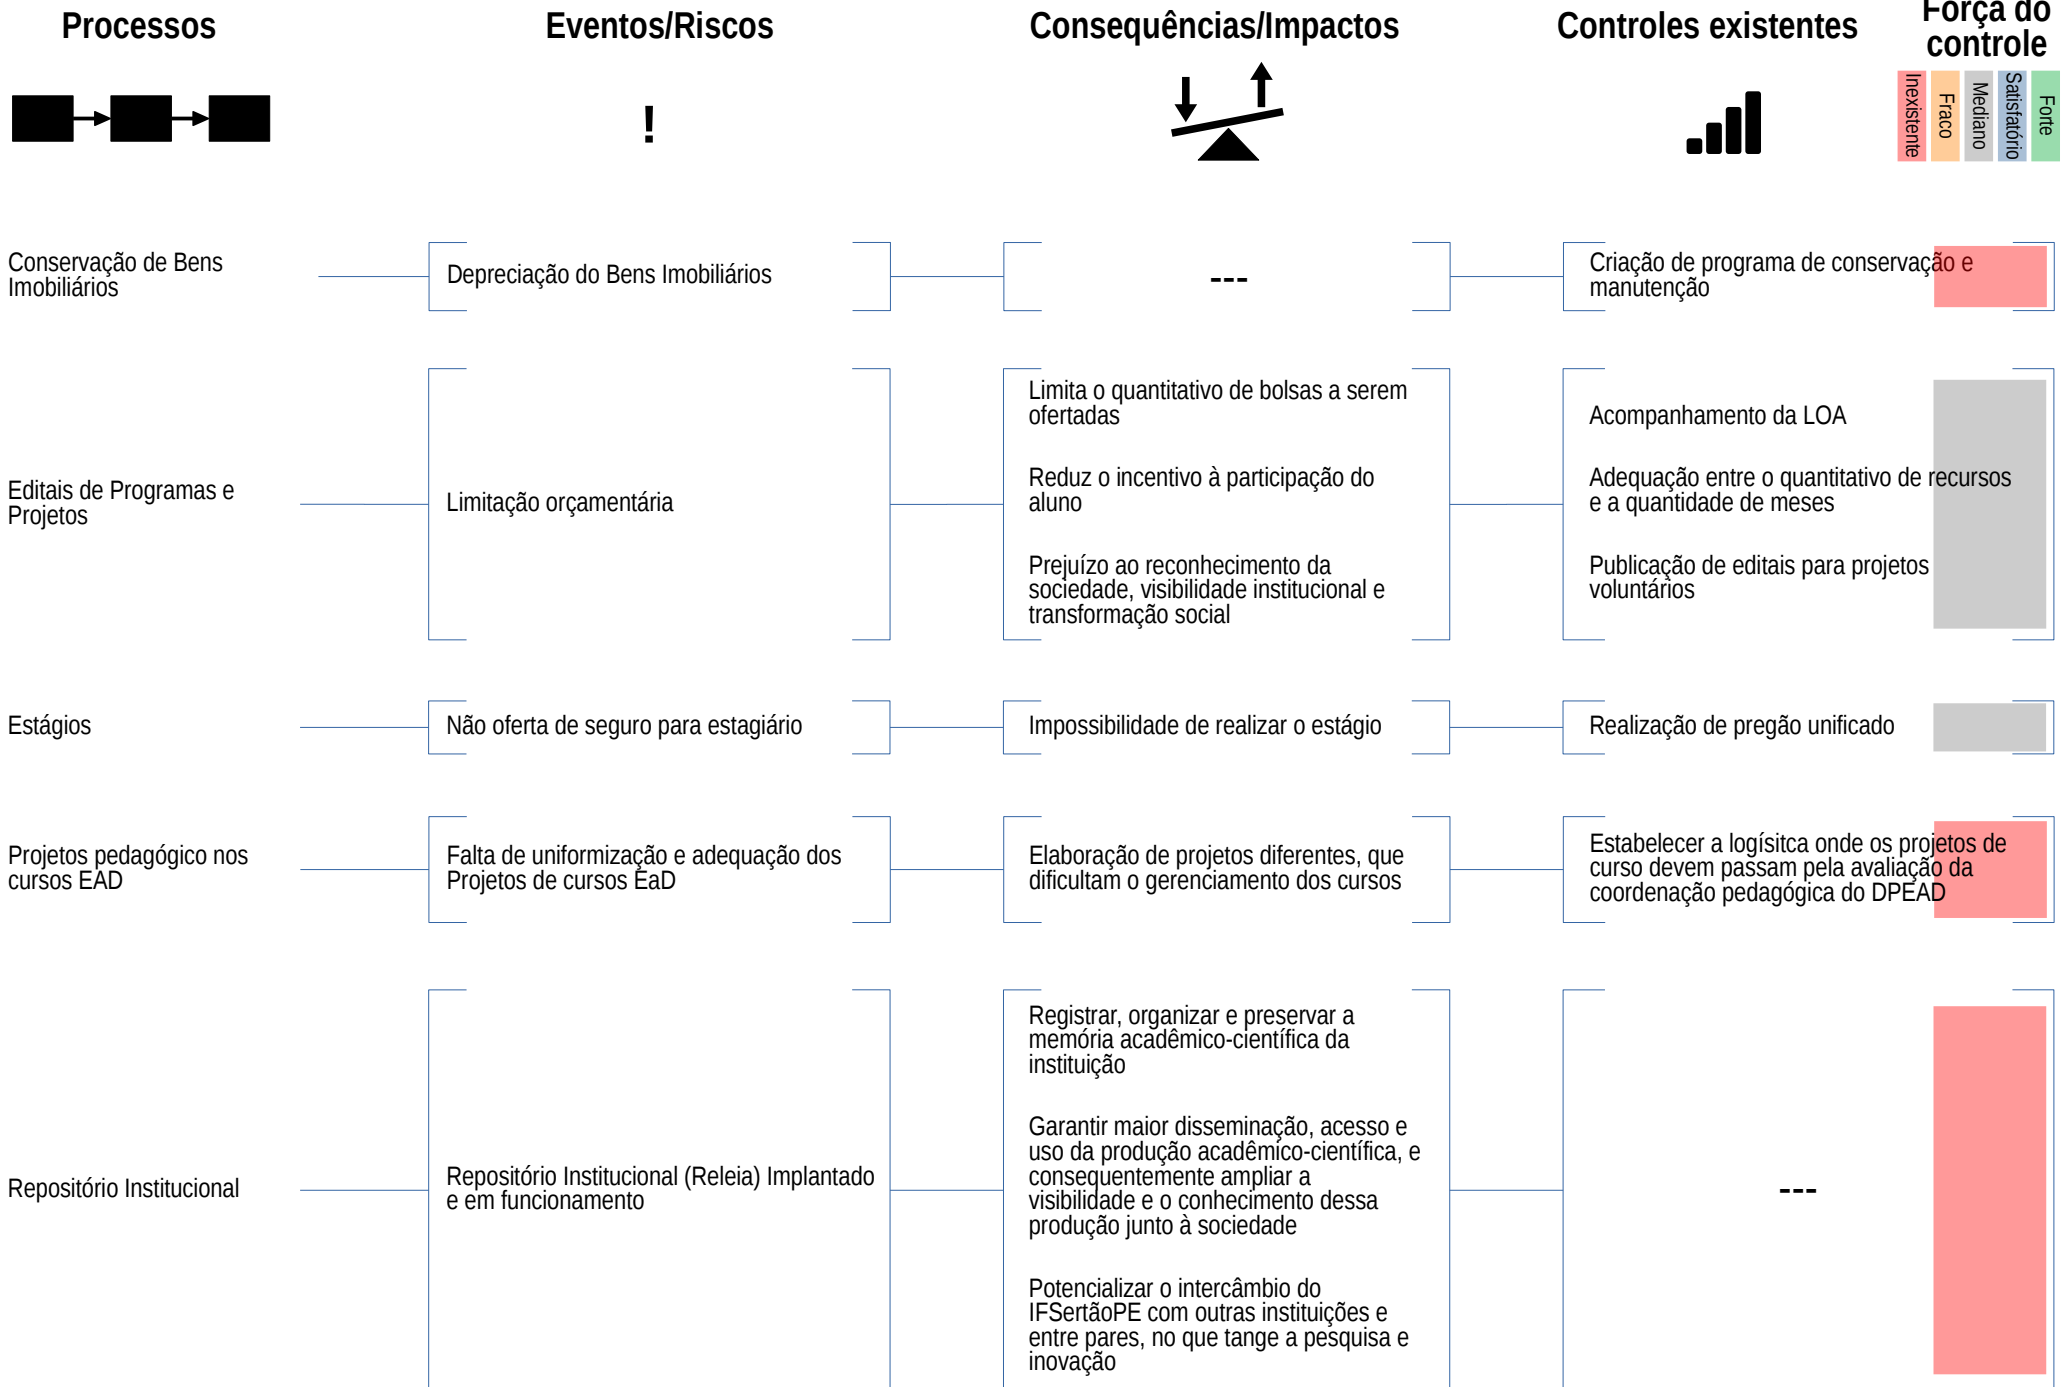 Processos
Eventos/Riscos
Consequências/Impactos
Controles existentes
Força do
controle
!
Inexistente
Fraco
Mediano
Satisfatório
Forte
Conservação de Bens
Imobiliários
Depreciação do Bens Imobiliários
---
Criação de programa de conservação e
manutenção
Editais de Programas e
Projetos
Limitação orçamentária
Limita o quantitativo de bolsas a serem
ofertadas
Reduz o incentivo à participação do
aluno
Prejuízo ao reconhecimento da
sociedade, visibilidade institucional e
transformação social
Acompanhamento da LOA
Adequação entre o quantitativo de recursos
e a quantidade de meses
Publicação de editais para projetos
voluntários
Estágios
Não oferta de seguro para estagiário
Impossibilidade de realizar o estágio
Realização de pregão unificado
Projetos pedagógico nos
cursos EAD
Falta de uniformização e adequação dos
Projetos de cursos EaD
Elaboração de projetos diferentes, que
dificultam o gerenciamento dos cursos
Estabelecer a logísitca onde os projetos de
curso devem passam pela avaliação da
coordenação pedagógica do DPEAD
Repositório Institucional
Repositório Institucional (Releia) Implantado
e em funcionamento
Registrar, organizar e preservar a
memória acadêmico-científica da
instituição
Garantir maior disseminação, acesso e
uso da produção acadêmico-científica, e
consequentemente ampliar a
visibilidade e o conhecimento dessa
produção junto à sociedade
Potencializar o intercâmbio do
IFSertãoPE com outras instituições e
entre pares, no que tange a pesquisa e
inovação
---